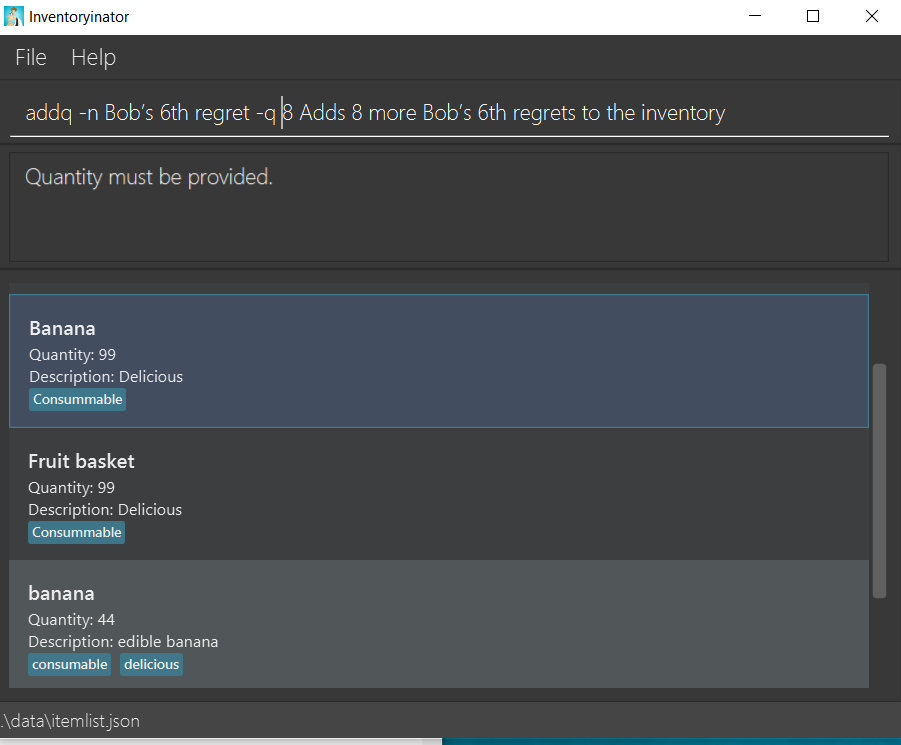 Inventoryinator
File Help
addq -n Bob’s 6th regret -q 8 Adds 8 more Bob’s 6th regrets to the inventory
Quantity must be provided.
Banana
Quantity: 99
Description: Delicious
Consummable
Fruit basket
Quantity: 99
Description: Delicious
Consummable
banana
Quantity: 44
Description: edible banana
consumable delicious
.\data\itemlist.json